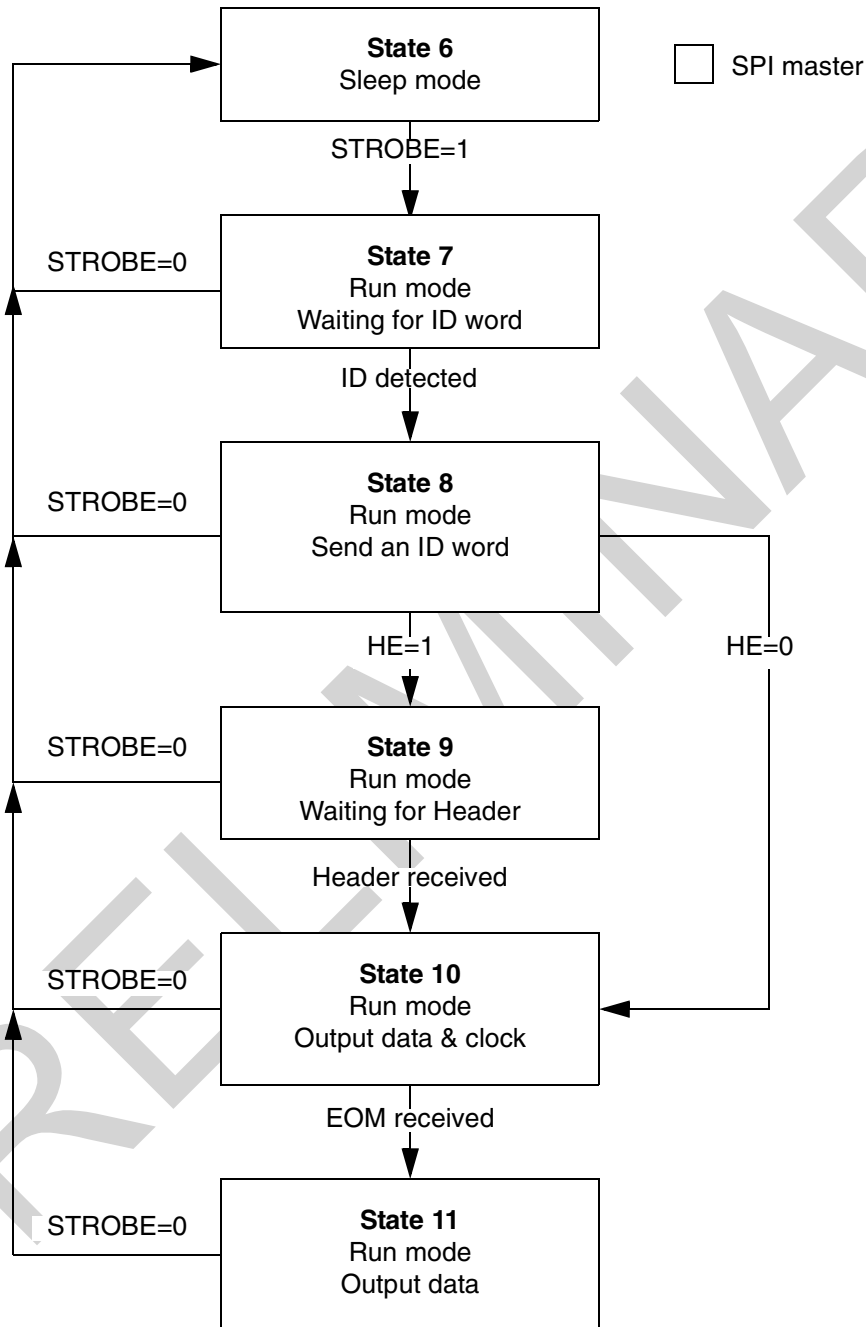 State 6
Sleep mode
SPI master
STROBE=1
STROBE=0
State 7
Run mode
Waiting for ID word
ID detected
STROBE=0
State 8
Run mode
Send an ID word
HE=1
HE=0
STROBE=0
State 9
Run mode
Waiting for Header
Header received
STROBE=0
State 10
Run mode
Output data & clock
EOM received
STROBE=0
State 11
Run mode
Output data